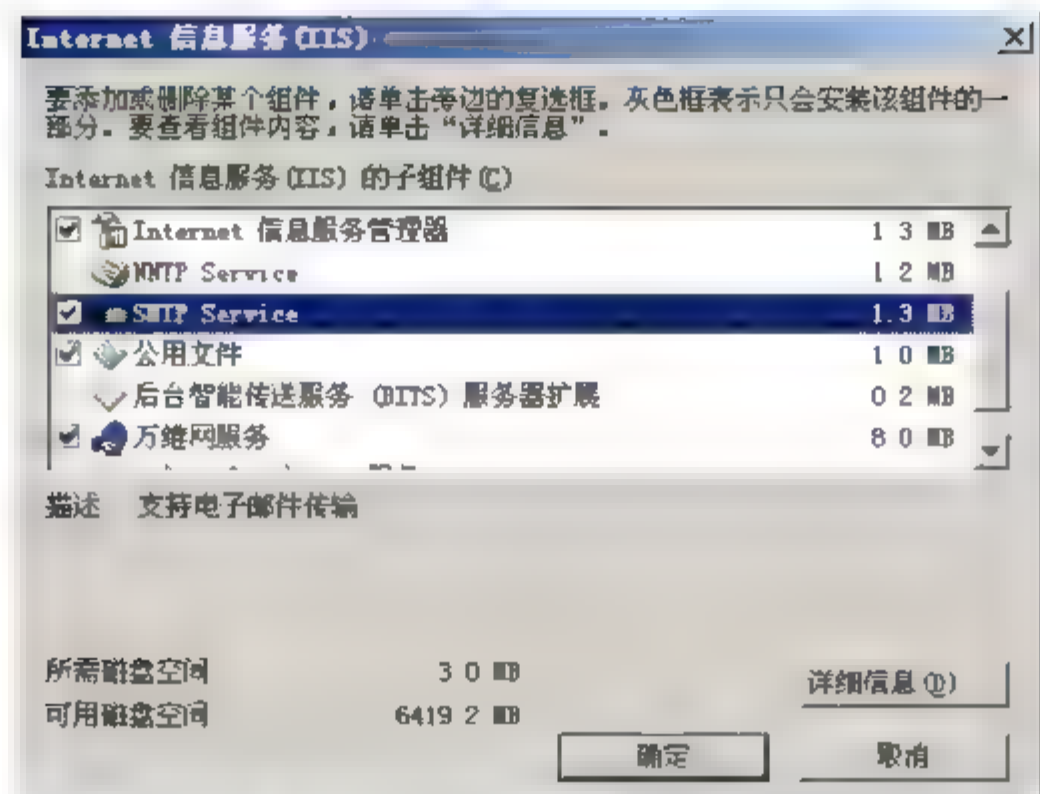 Internet 信息服务(IIS)
要添加或删除某个组件，请单击旁边的复选框。灰色框表示只会安装该组件的一
部分。要查看组件内容，请单击“详细信息”。
Internet 信息服务(IIS) 的子组件(C)
Internet 信息服务管理器 1 3 MB
NNTP Service 1 2 MB
SMTP Service 1.3 MB
公用文件 1 0 MB
后台智能传送服务 (BITS) 服务器扩展 0 2 MB
万维网服务 8 0 MB
描述 支持电子邮件传输
所需磁盘空间 3 0 MB
详细信息(D)
可用磁盘空间 6419 2 MB
确定 取消